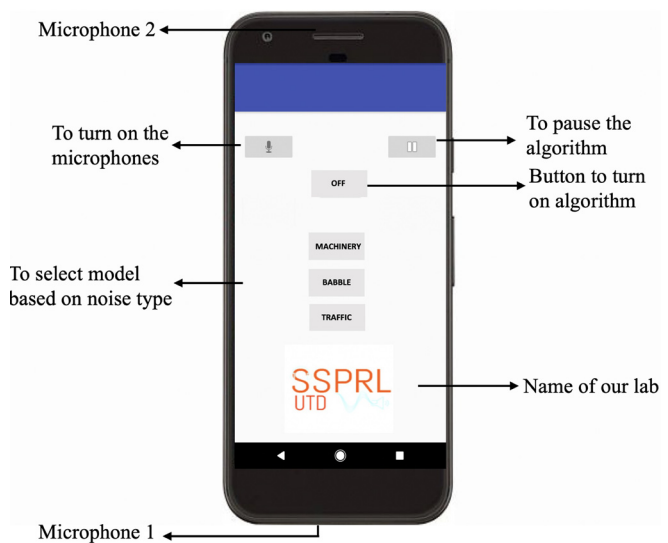 Microphone 2
To turn on the
microphones
To pause the
algorithm
OFF
Button to turn
on algorithm
MACHINERY
To select model
based on noise type
BABBLE
TRAFFIC
SSPRL
UTD
Name of our lab
Microphone 1